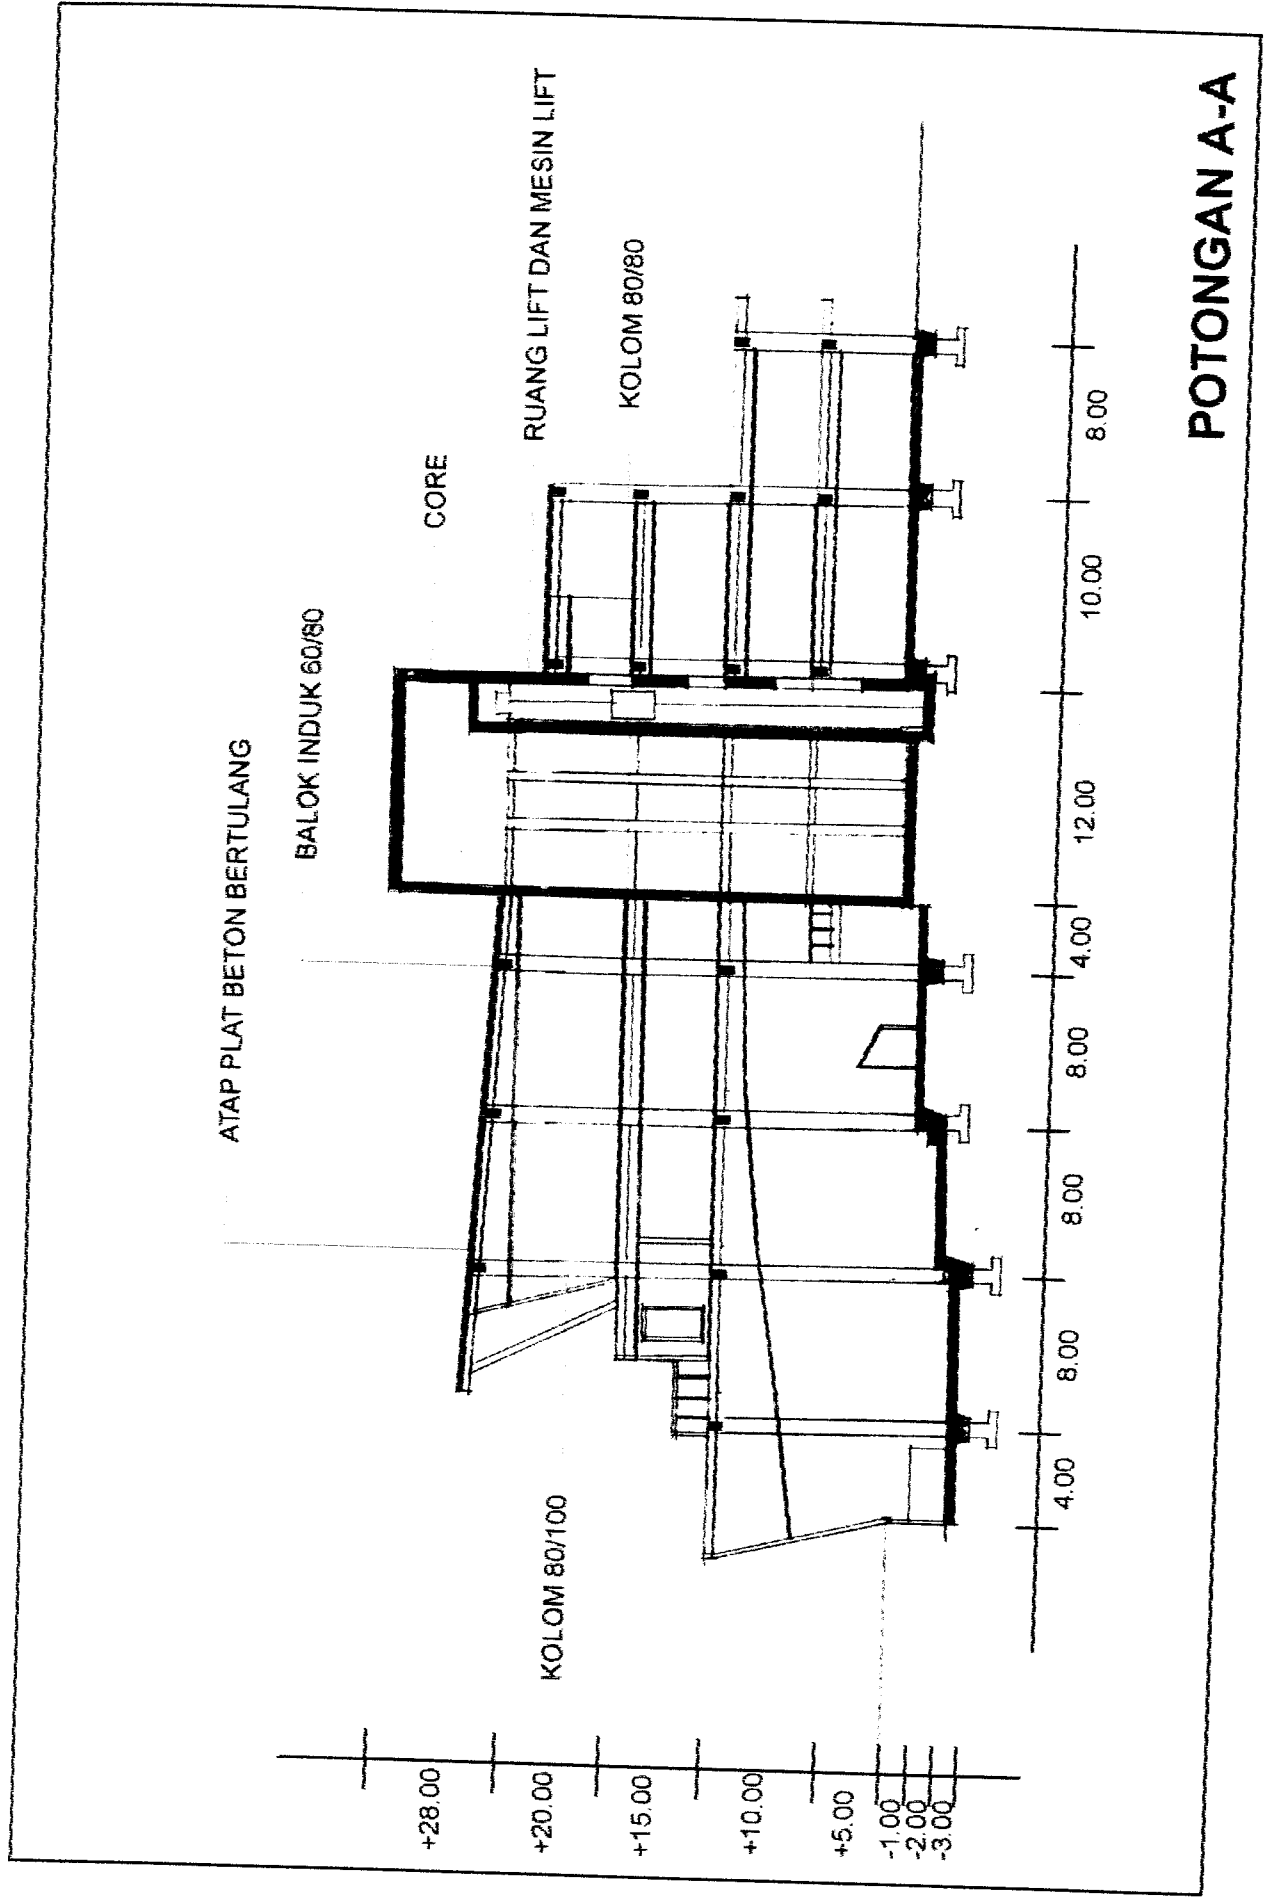 ATAP PLAT BETON BERTULANG
BALOK INDUK 60/80
CORE
RUANG LIFT DAN MESIN LIFT
KOLOM 80/80
KOLOM 80/100
+28.00
+20.00
+15.00
+10.00
+5.00
-1.00
-2.00
-3.00
4.00 8.00 8.00 8.00 4.00 12.00 10.00 8.00
POTONGAN A-A